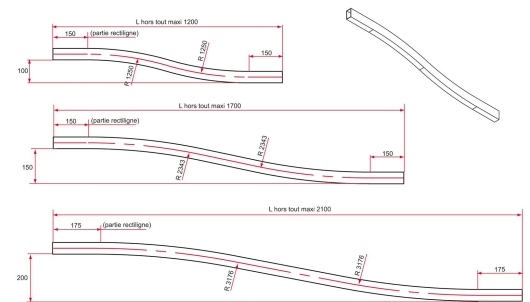 L hors tout maxi 1200
150 (partie rectiligne) 150
R 1250
R 1250
100
L hors tout maxi 1700
150 (partie rectiligne) 150
R 2343
R 2343
150
L hors tout maxi 2100
175 (partie rectiligne) 175
R 3176
R 3176
200